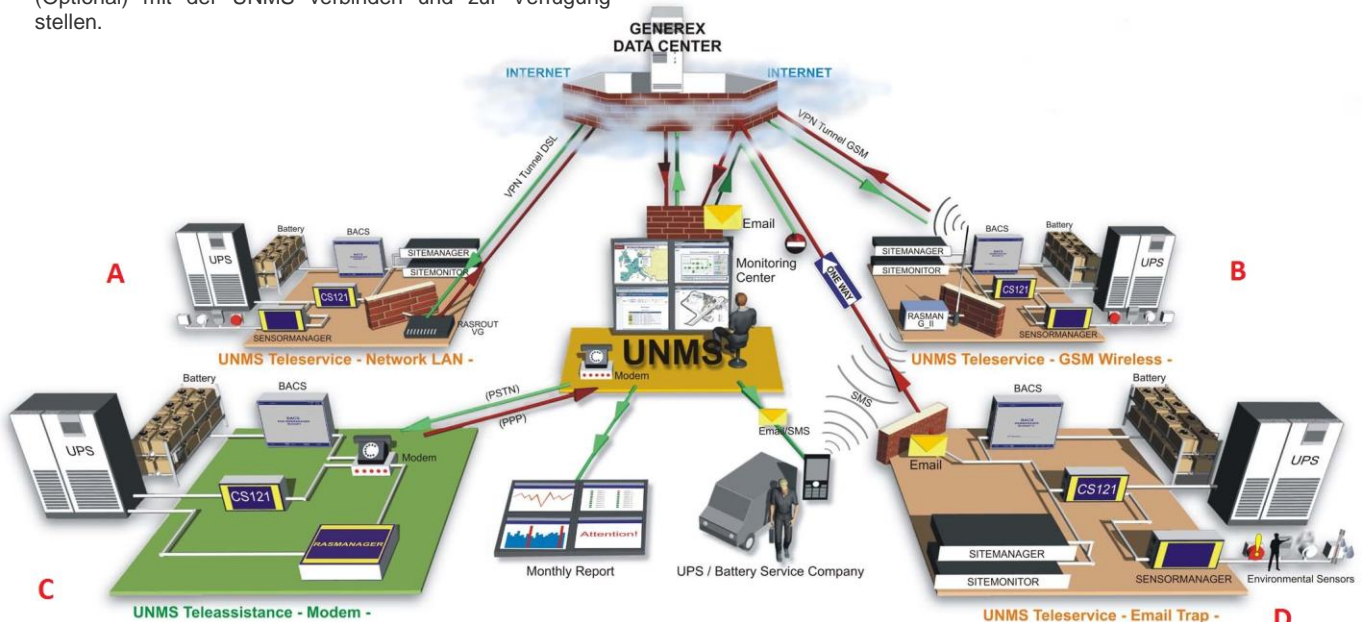 (Optional) mit der UNMS verbinden und zur Verfügung
stellen.
GENEREX
DATA CENTER
INTERNET
INTERNET
VPN Tunnel DSL
VPN Tunnel GSM
Email
Monitoring
Center
ONE WAY
A
UPS
Battery
BACS
SITEMANAGER
SITEMONITOR
CS121
SENSORMANAGER
RASROUT
VG
UNMS Teleservice - Network LAN -
B
SITEMANAGER
SITEMONITOR
BACS
Battery
UPS
CS121
RASMAN
G_II
SENSORMANAGER
UNMS Teleservice - GSM Wireless -
UNMS
Modem
(PSTN)
(PPP)
Email/SMS
SMS
C
UPS
Battery
BACS
Modem
CS121
RASMANAGER
UNMS Teleassistance - Modem -
Attention!
Monthly Report
UPS / Battery Service Company
D
Email
BACS
Battery
UPS
CS121
SITEMANAGER
SITEMONITOR
SENSORMANAGER
Environmental Sensors
UNMS Teleservice - Email Trap -